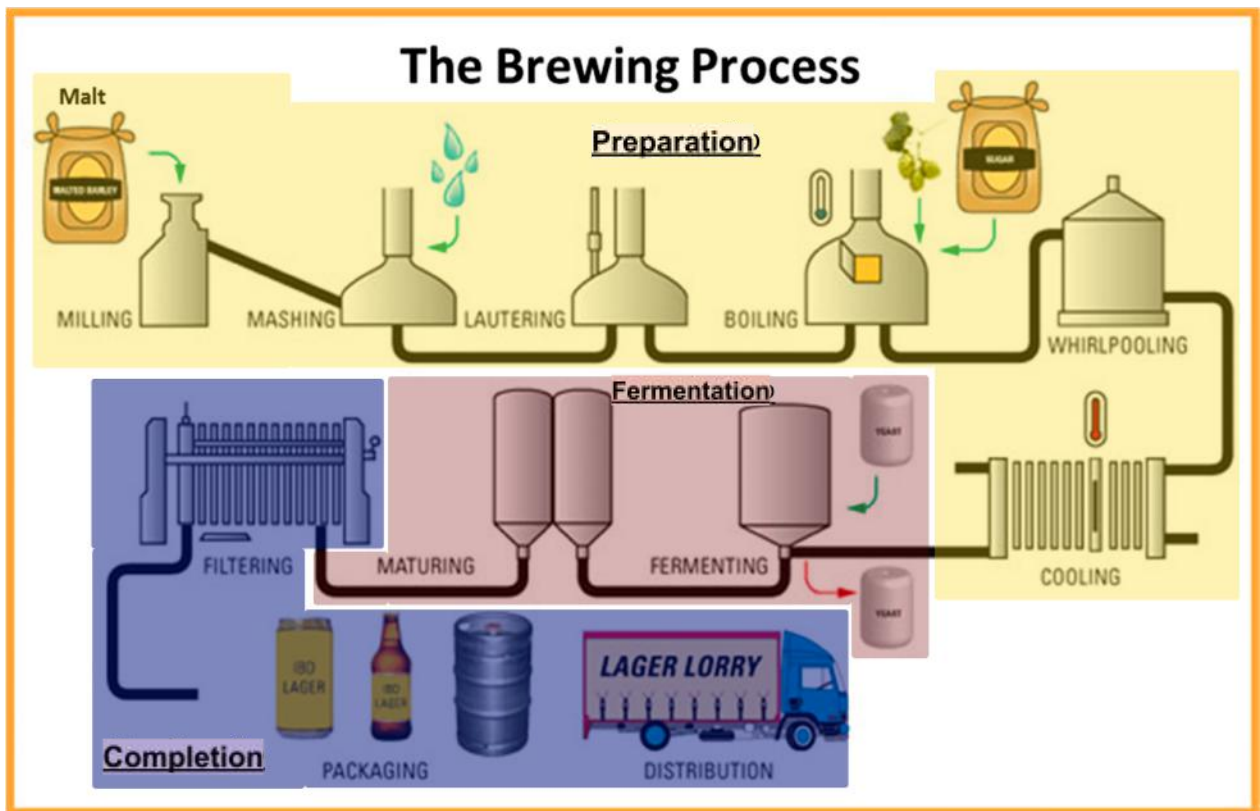 The Brewing Process
Malt
Preparation)
MALTED BARLEY
SUGAR
MILLING
MASHING
LAUTERING
BOILING
WHIRLPOOLING
Fermentation)
YEAST
FILTERING
MATURING
FERMENTING
COOLING
YEAST
IBD
LAGER
IBD
LAGER
LAGER LORRY
Completion
PACKAGING
DISTRIBUTION